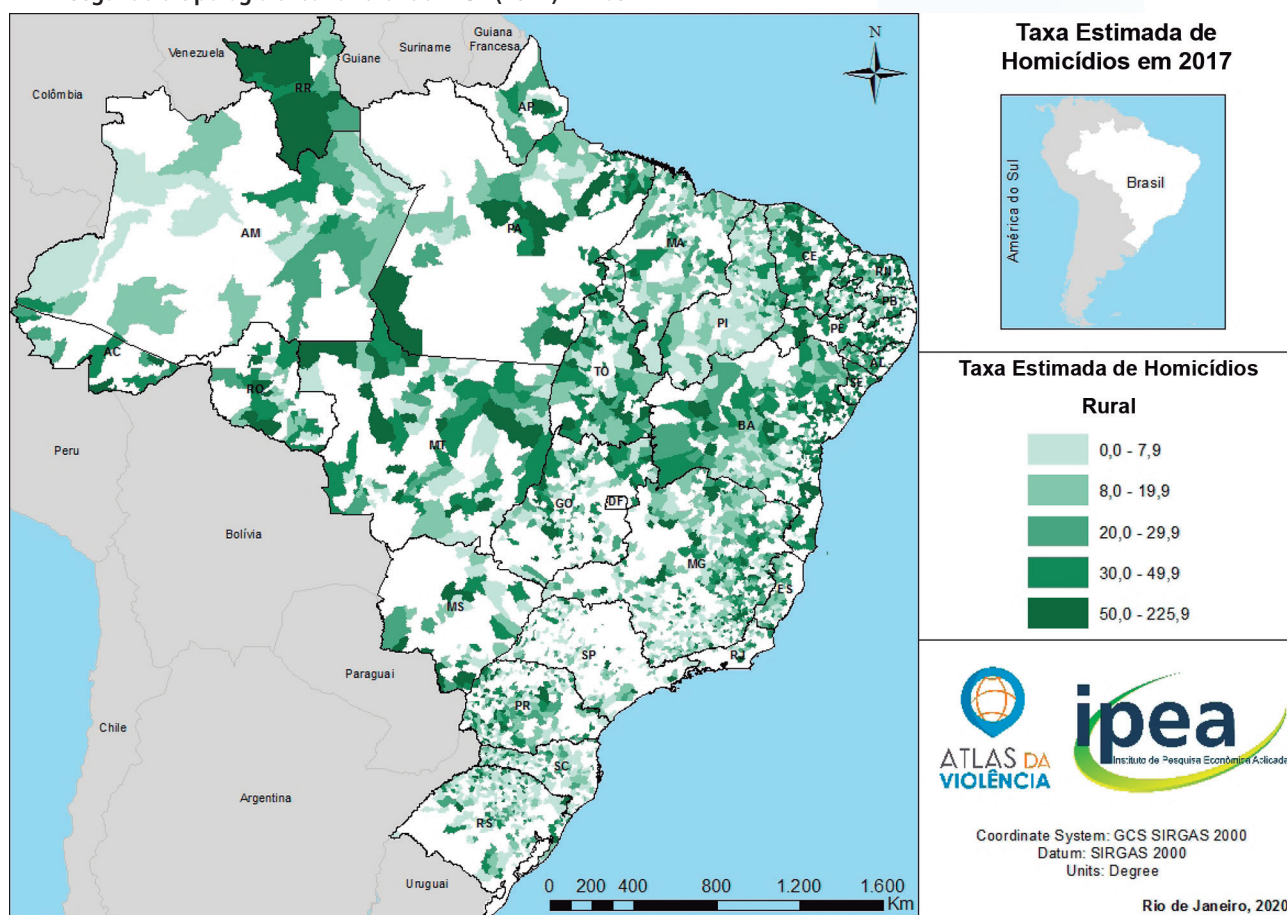 Taxa Estimada de
Homicídios em 2017
Venezuela
Guiana
Francesa
Suriname
Guiane
Colômbia
N
RR
AP
América do Sul
Brasil
AM
PA
MA
CE
RN
PB
PI
PE
AC
AL
TO
SE
RO
BA
MT
Peru
GO
DF
Bolívia
MG
ES
MS
SP
RJ
Paraguai
PR
Chile
SC
Argentina
RS
Uruguai
0 200 400 800 1.200 1.600
Km
Taxa Estimada de Homicídios
Rural
0,0 - 7,9
8,0 - 19,9
20,0 - 29,9
30,0 - 49,9
50,0 - 225,9
ATLAS DA
VIOLÊNCIA
ipea
Instituto de Pesquisa Econômica Aplicada
Coordinate System: GCS SIRGAS 2000
Datum: SIRGAS 2000
Units: Degree
Rio de Janeiro, 2020